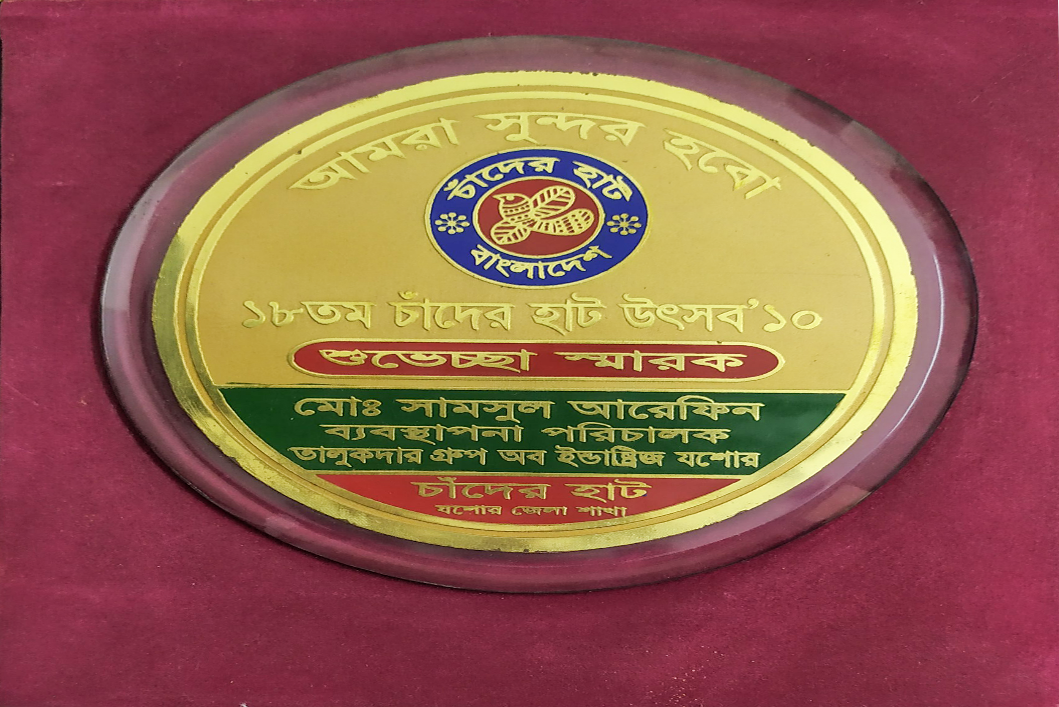 আমরা সুন্দর হবো
চাঁদের হাট
বাংলাদেশ
১৮তম চাঁদের হাট উৎসব'১০
শুভেচ্ছা স্মারক
মোঃ সামসুল আরেফিন
ব্যবস্থাপনা পরিচালক
তালুকদার গ্রুপ অব ইন্ডাষ্ট্রিজ যশোর
চাঁদের হাট
যশোর জেলা শাখা